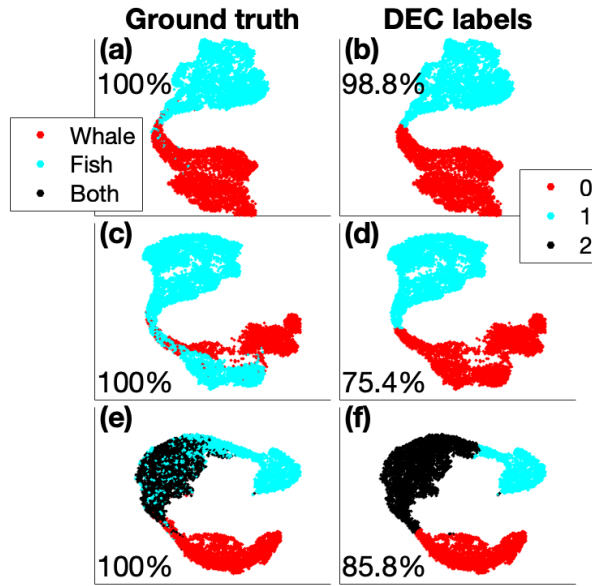 Ground truth
DEC labels
(a)
100%
(b)
98.8%
Whale
Fish
Both
0
1
2
(c)
100%
(d)
75.4%
(e)
100%
(f)
85.8%